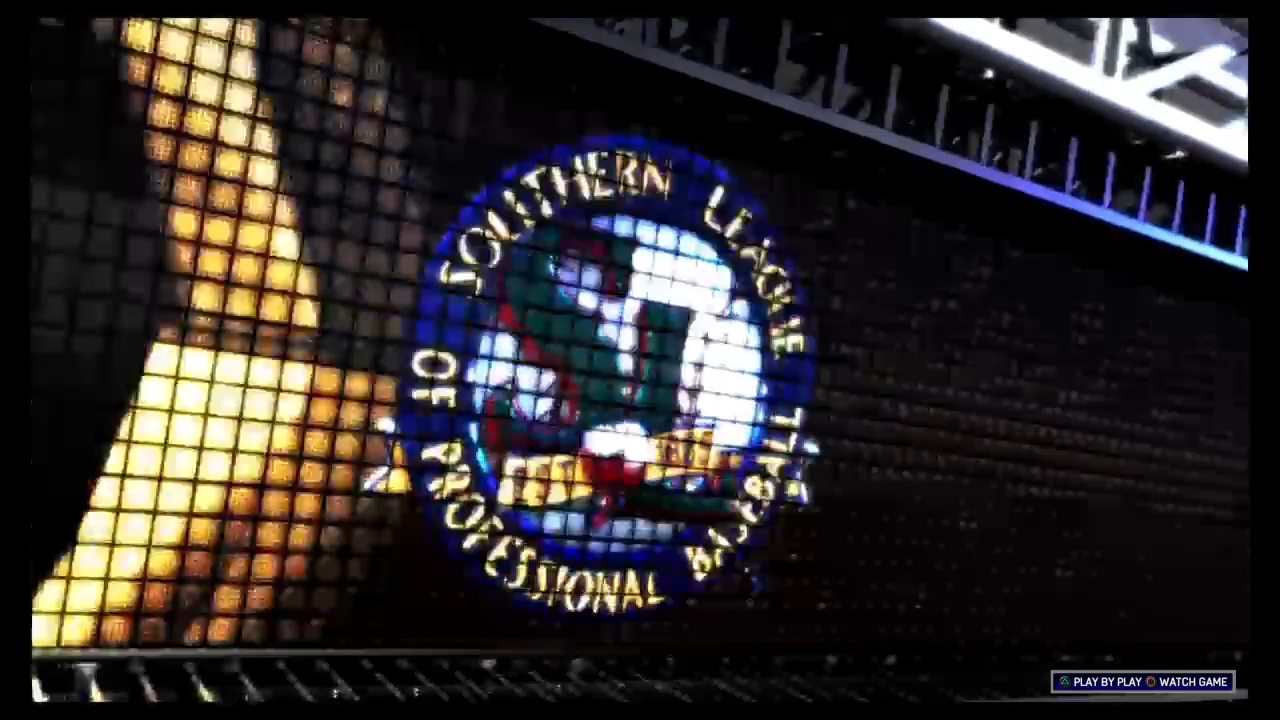 SOUTHERN LEAGUE
OF PROFESSIONAL BASEBALL
PLAY BY PLAY WATCH GAME